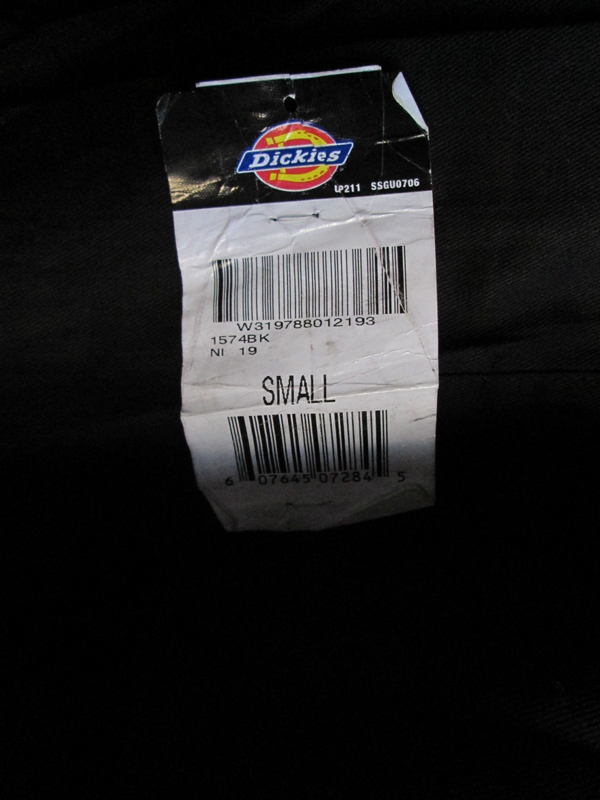 Dickies
LP211 SSGU0706
W319788012193
1574BK
NI 19
SMALL
6 07645 07284 5